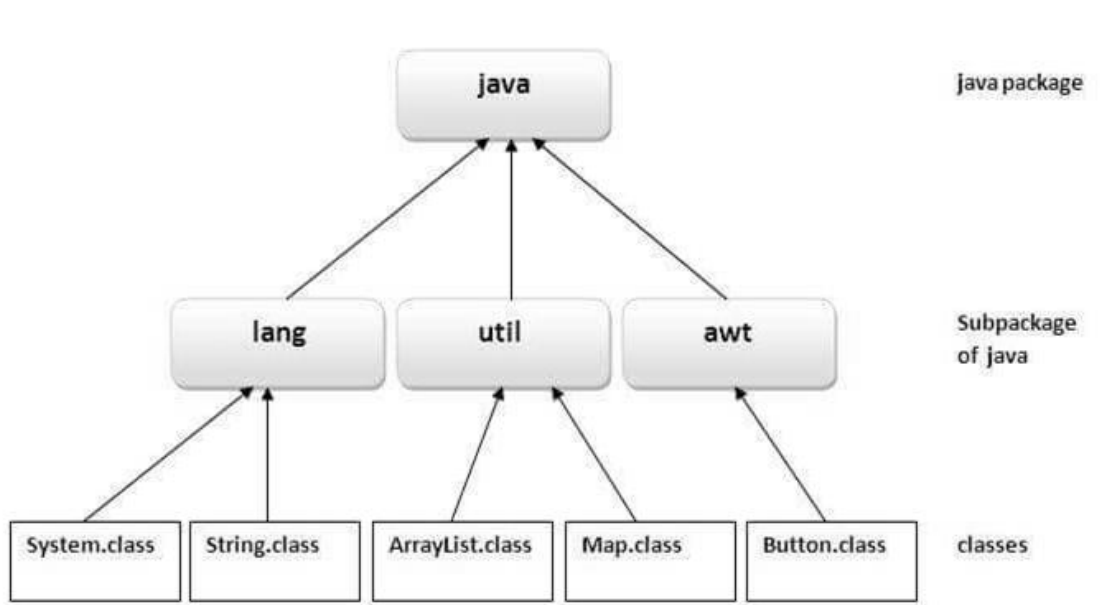 java
java package
lang
util
awt
Subpackage
of java
System.class
String.class
ArrayList.class
Map.class
Button.class
classes